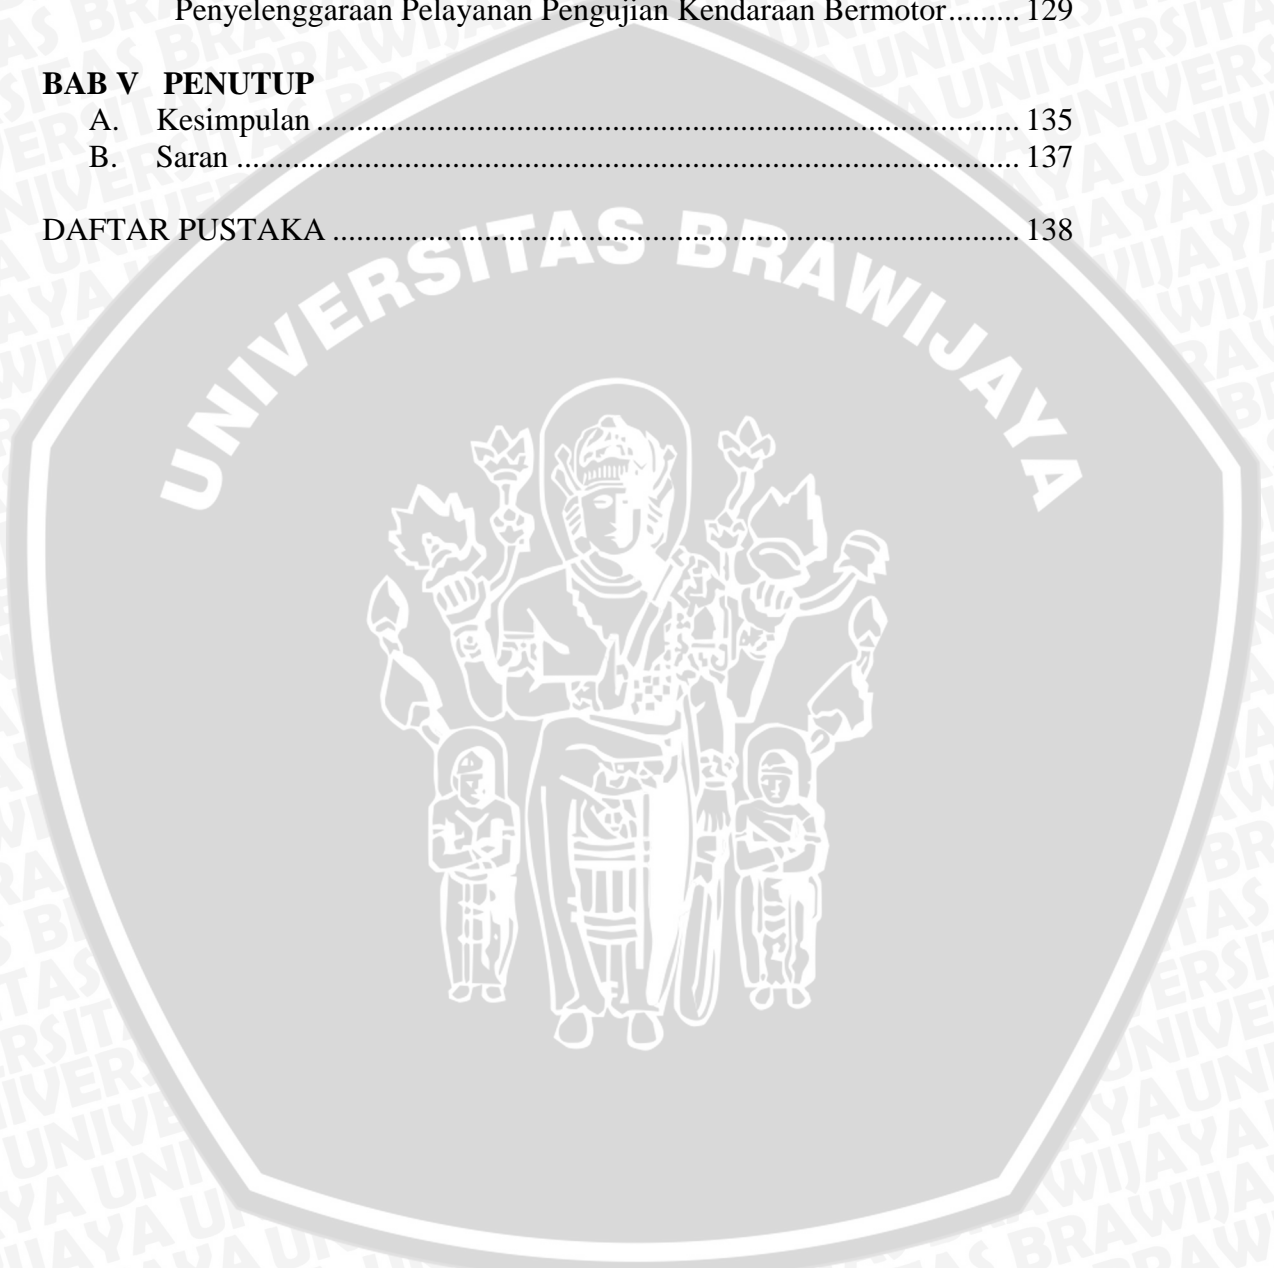 Penyelenggaraan Pelayanan Pengujian Kendaraan Bermotor......... 129
BAB V PENUTUP
A. Kesimpulan ........................................................................................ 135
B. Saran .................................................................................................. 137
DAFTAR PUSTAKA ...................................................................................... 138
UNIVERSITAS BRAWIJAYA